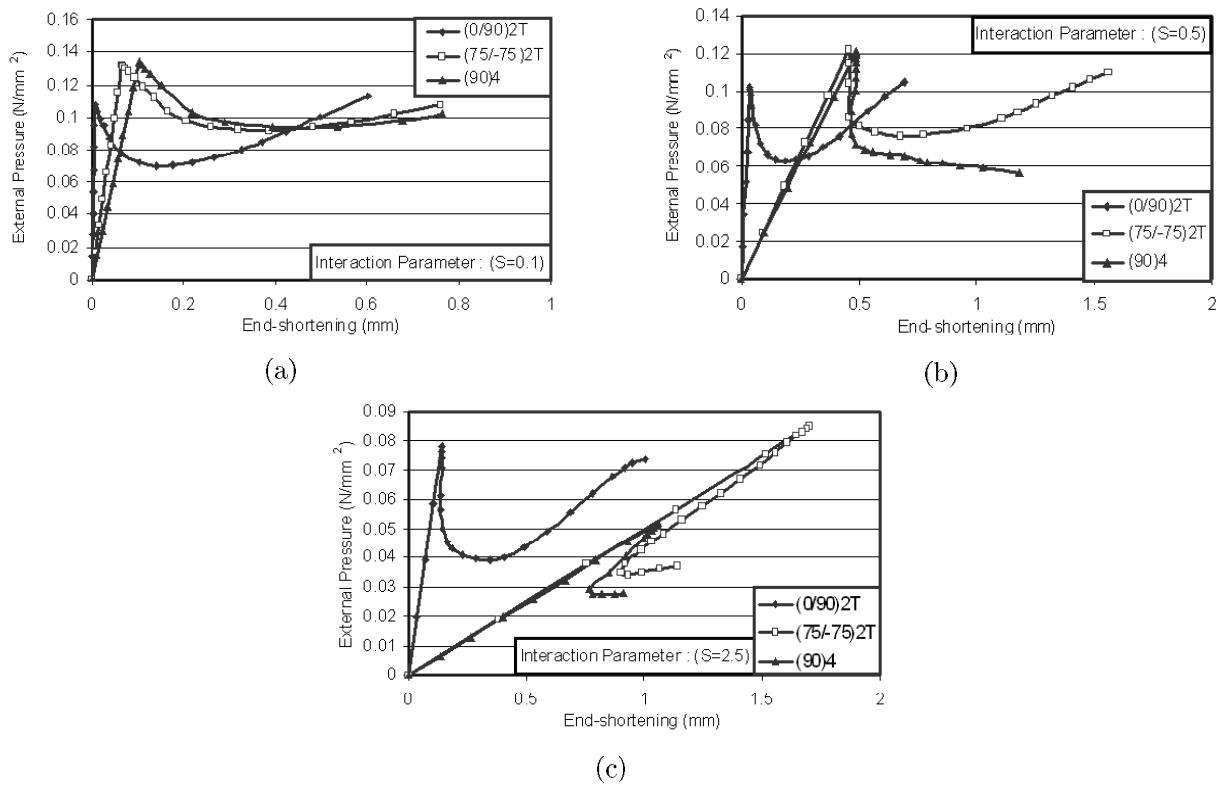 0.16
0.14
0.12
0.1
0.08
0.06
0.04
0.02
0
External Pressure (N/mm²)
(0/90)2T
(75/-75)2T
(90)4
Interaction Parameter : (S=0.1)
0 0.2 0.4 0.6 0.8 1
End-shortening (mm)
(a)
0.14
0.12
0.1
0.08
0.06
0.04
0.02
0
External Pressure (N/mm²)
Interaction Parameter : (S=0.5)
(0/90)2T
(75/-75)2T
(90)4
0 0.5 1 1.5 2
End-shortening (mm)
(b)
0.09
0.08
0.07
0.06
0.05
0.04
0.03
0.02
0.01
0
External Pressure (N/mm²)
(0/90)2T
(75/-75)2T
(90)4
Interaction Parameter : (S=2.5)
0 0.5 1 1.5 2
End-shortening (mm)
(c)